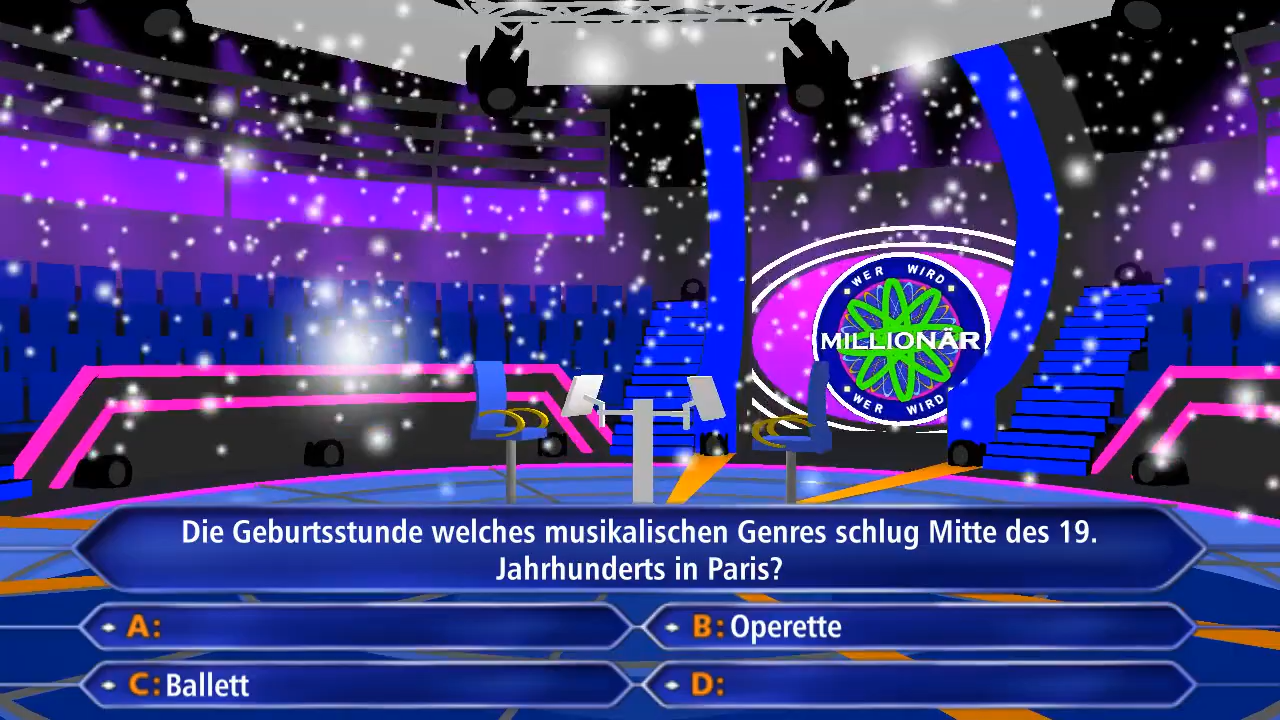 WER WIRD
MILLIONÄR
WER WIRD
Die Geburtsstunde welches musikalischen Genres schlug Mitte des 19.
Jahrhunderts in Paris?
A:
B: Operette
C: Ballett
D: